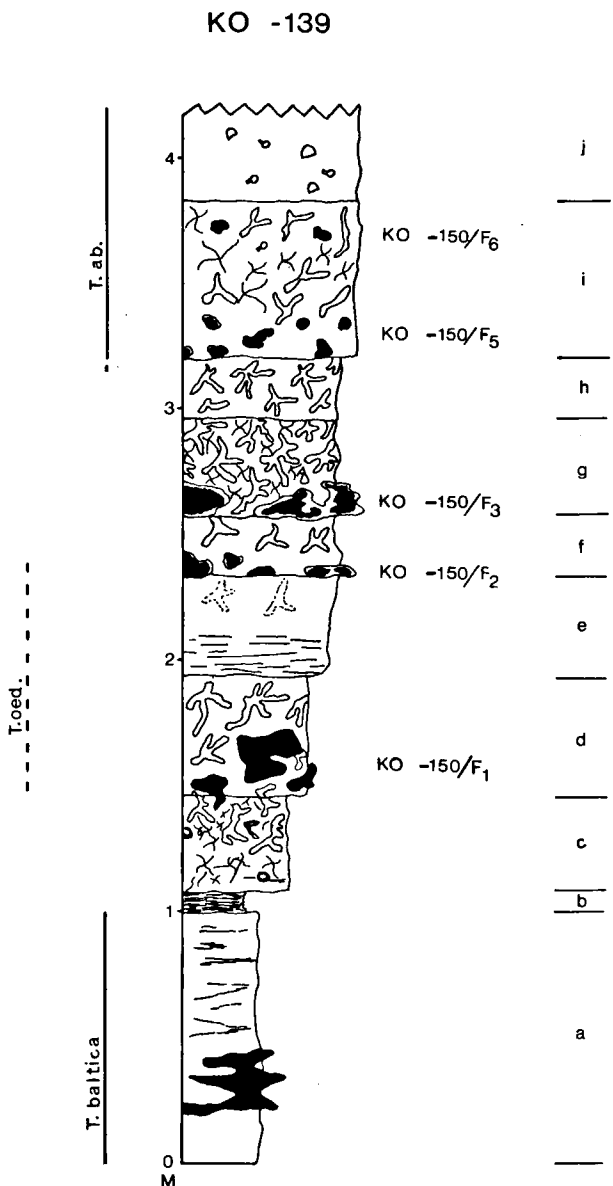 KO -139
4
j
T. ab.
KO -150/F₆
i
KO -150/F₅
h
3
g
KO -150/F₃
f
KO -150/F₂
e
2
T.oed.
d
KO -150/F₁
c
1
b
T. baltica
a
0
M